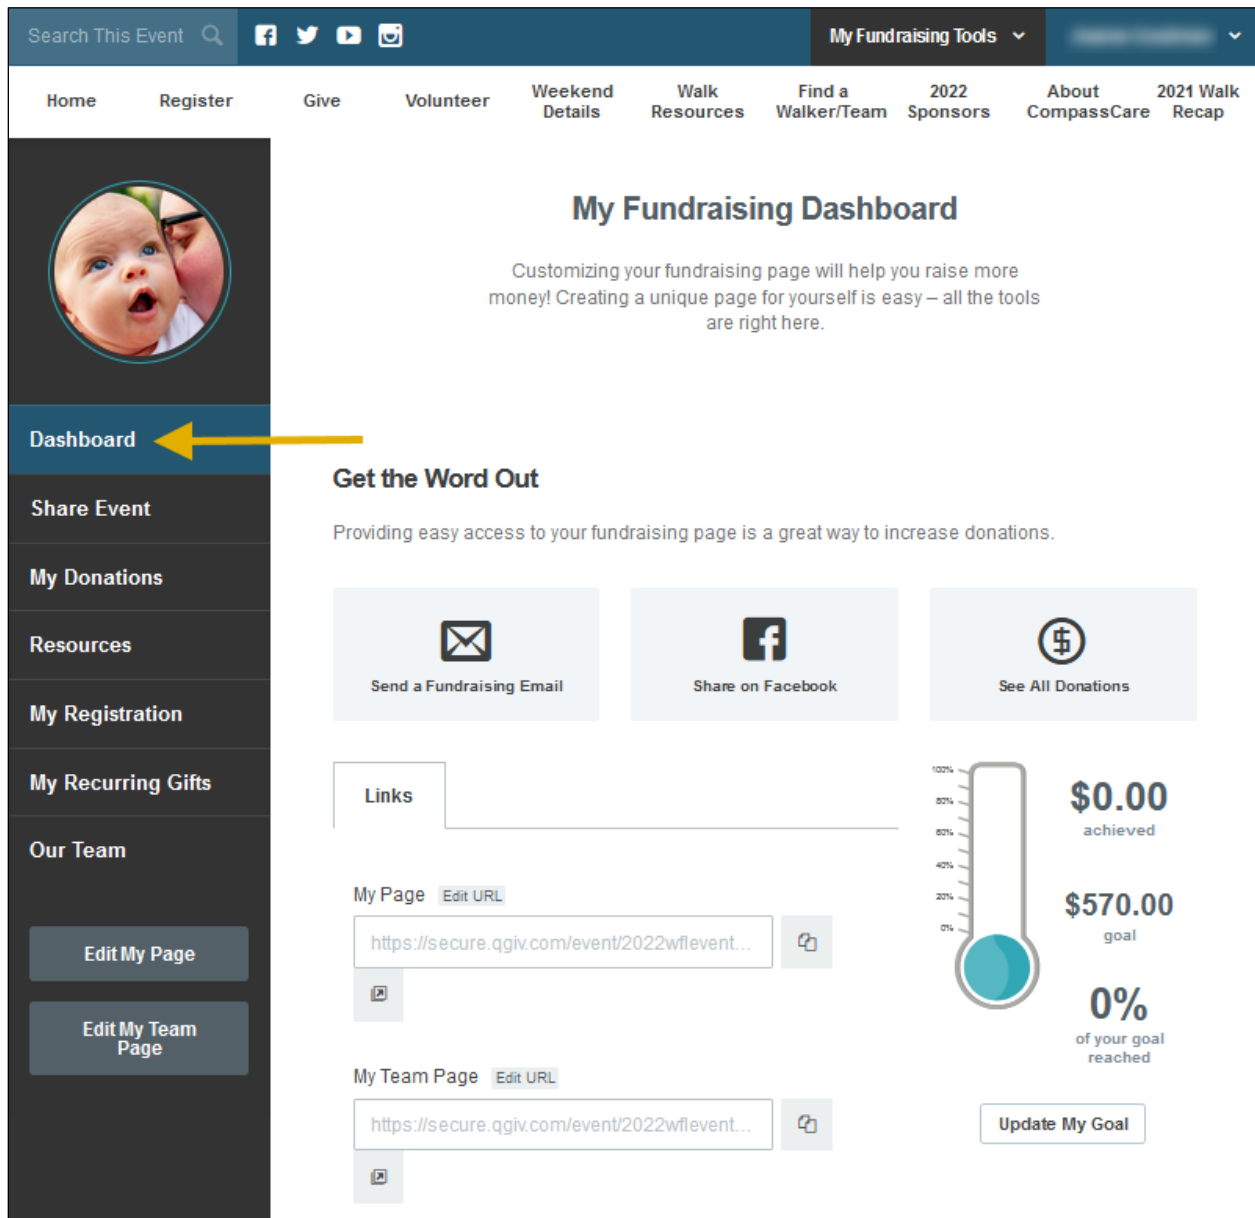 Search This Event
My Fundraising Tools
Home
Register
Give
Volunteer
Weekend
Details
Walk
Resources
Find a
Walker/Team
2022
Sponsors
About
CompassCare
2021 Walk
Recap
My Fundraising Dashboard
Customizing your fundraising page will help you raise more
money! Creating a unique page for yourself is easy – all the tools
are right here.
Dashboard
Share Event
My Donations
Resources
My Registration
My Recurring Gifts
Our Team
Edit My Page
Edit My Team
Page
Get the Word Out
Providing easy access to your fundraising page is a great way to increase donations.
Send a Fundraising Email
Share on Facebook
See All Donations
Links
My Page Edit URL
https://secure.qgiv.com/event/2022wflevent...
My Team Page Edit URL
https://secure.qgiv.com/event/2022wflevent...
100%
80%
60%
40%
20%
0%
$0.00
achieved
$570.00
goal
0%
of your goal
reached
Update My Goal